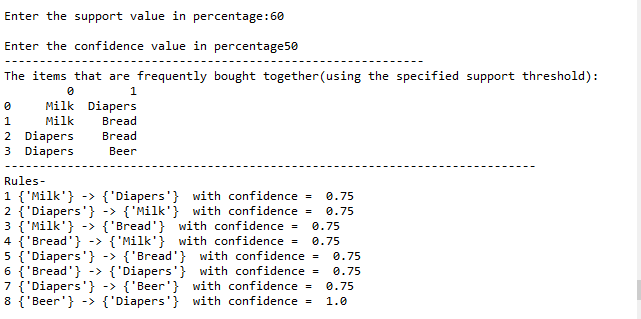 Enter the support value in percentage:60
Enter the confidence value in percentage50
------------------------------------------------------------
The items that are frequently bought together(using the specified support threshold):
         0        1
0     Milk  Diapers
1     Milk    Bread
2  Diapers    Bread
3  Diapers     Beer
----------------------------------------------------------------------------
Rules-
1 {'Milk'} -> {'Diapers'}  with confidence =  0.75
2 {'Diapers'} -> {'Milk'}  with confidence =  0.75
3 {'Milk'} -> {'Bread'}  with confidence =  0.75
4 {'Bread'} -> {'Milk'}  with confidence =  0.75
5 {'Diapers'} -> {'Bread'}  with confidence =  0.75
6 {'Bread'} -> {'Diapers'}  with confidence =  0.75
7 {'Diapers'} -> {'Beer'}  with confidence =  0.75
8 {'Beer'} -> {'Diapers'}  with confidence =  1.0